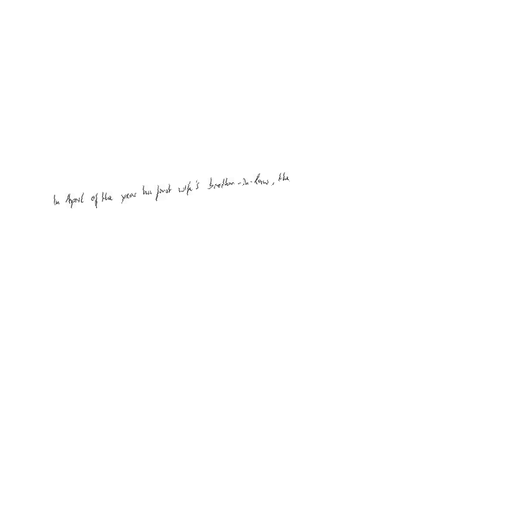 In April of the year his first wife's brother-in-law, the